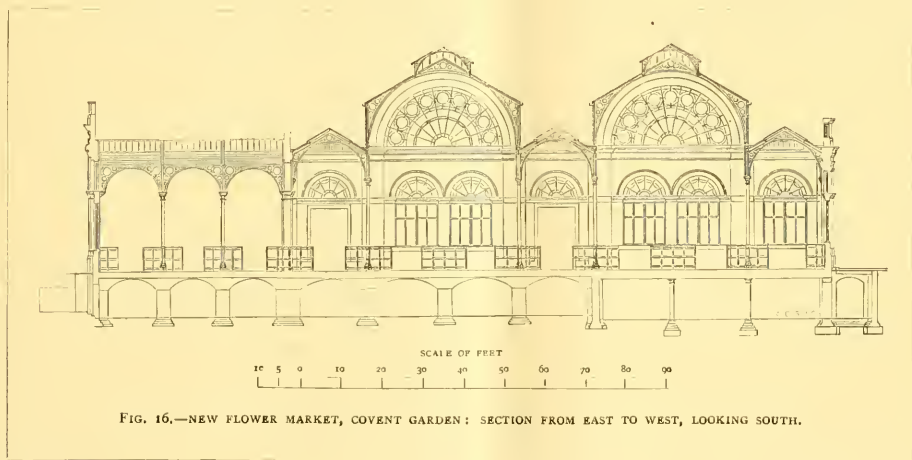 SCALE OF FEET
10 5 0 10 20 30 40 50 60 70 80 90
FIG. 16.—NEW FLOWER MARKET, COVENT GARDEN: SECTION FROM EAST TO WEST, LOOKING SOUTH.